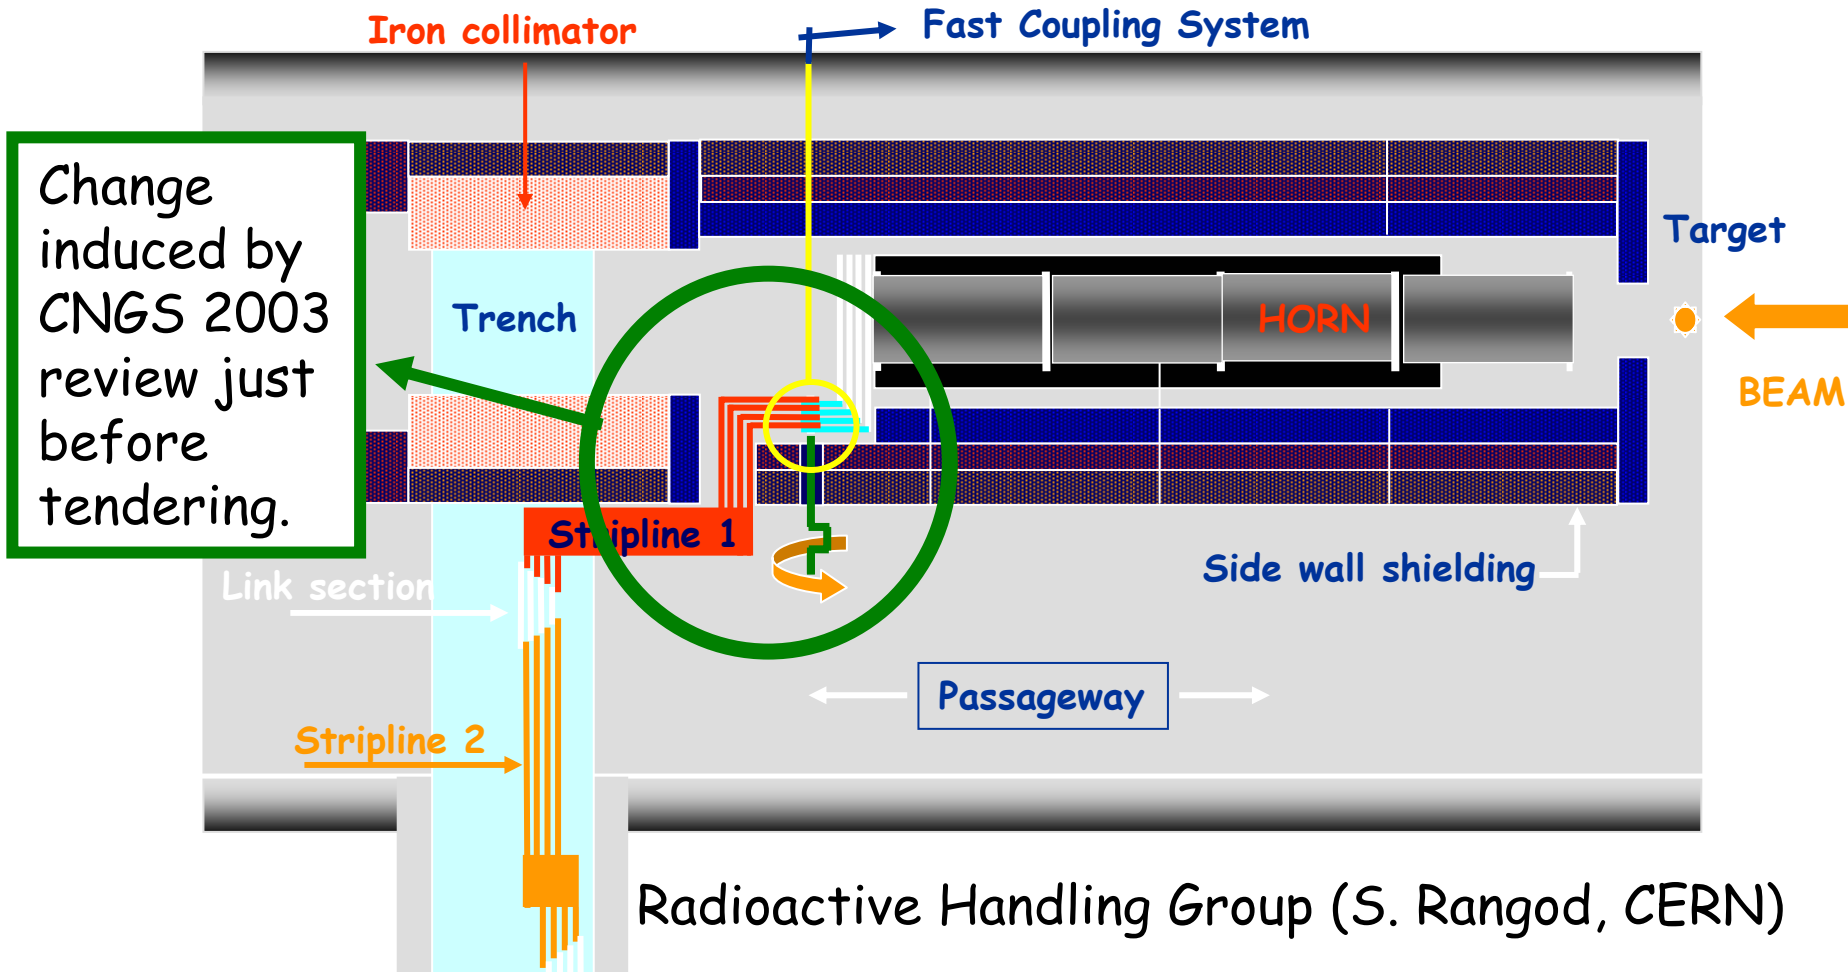 Iron collimator
Fast Coupling System
Change
induced by
CNGS 2003
review just
before
tendering.
Target
Trench
HORN
BEAM
Stripline 1
Side wall shielding
Link section
Passageway
Stripline 2
Radioactive Handling Group (S. Rangod, CERN)